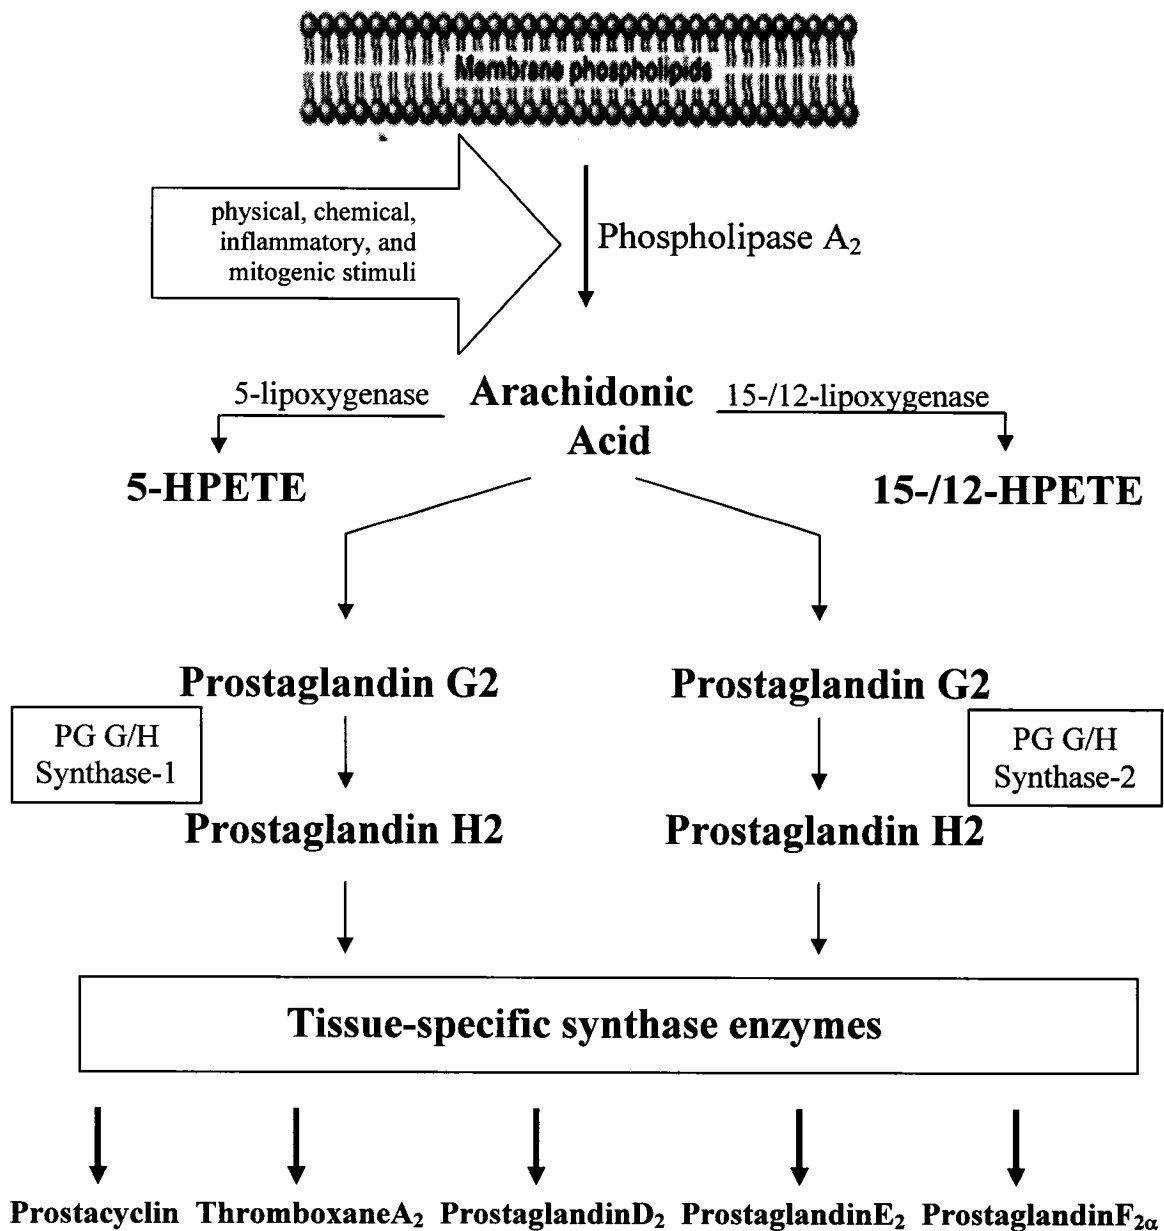 Membrane phospholipids
physical, chemical,
inflammatory, and
mitogenic stimuli
Phospholipase A₂
5-lipoxygenase
Arachidonic
Acid
15-/12-lipoxygenase
5-HPETE
15-/12-HPETE
Prostaglandin G2
Prostaglandin G2
PG G/H
Synthase-1
PG G/H
Synthase-2
Prostaglandin H2
Prostaglandin H2
Tissue-specific synthase enzymes
Prostacyclin
ThromboxaneA₂
ProstaglandinD₂
ProstaglandinE₂
ProstaglandinF₂α